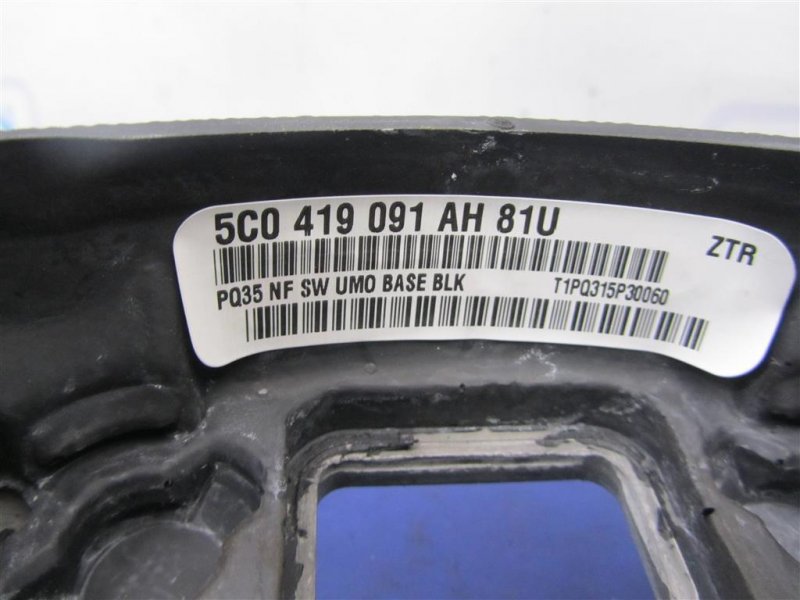 5C0 419 091 AH 81U
ZTR
PQ35 NF SW UMO BASE BLK T1PQ315P30060